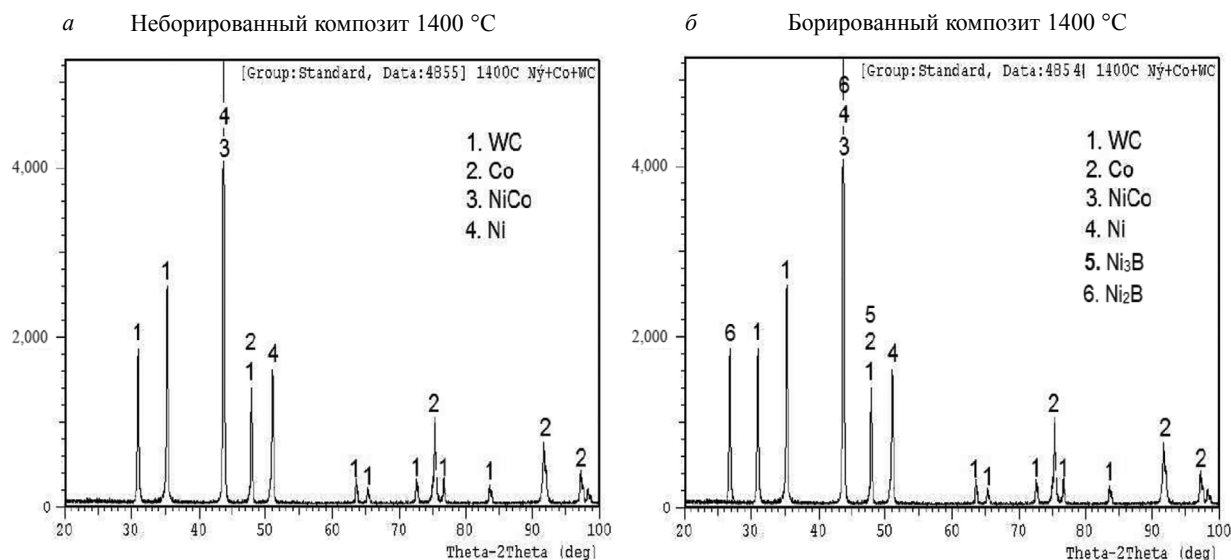 а Неборированный композит 1400 °C
[Group:Standard, Data:4855] 1400C Ný+Co+WC
4
3
1. WC
2. Co
3. NiCo
4. Ni
4,000
1
1
2
1
4
2,000
2
2
2
1
1
1
1
1
0
20 30 40 50 60 70 80 90 100
Theta-2Theta (deg)
б Борированный композит 1400 °C
[Group:Standard, Data:4854] 1400C Ný+Co+WC
6
4
3
1. WC
2. Co
3. NiCo
4. Ni
5. Ni₃B
6. Ni₂B
4,000
1
5
6
1
2
1
4
2,000
2
2
2
1
1
1
1
1
0
20 30 40 50 60 70 80 90 100
Theta-2Theta (deg)